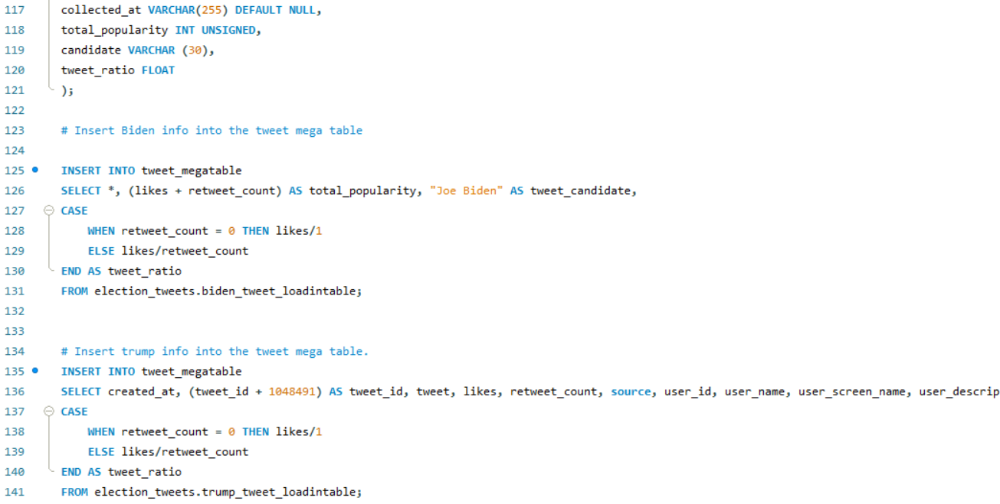 117 collected_at VARCHAR(255) DEFAULT NULL,
118 total_popularity INT UNSIGNED,
119 candidate VARCHAR (30),
120 tweet_ratio FLOAT
121 );
122
123 # Insert Biden info into the tweet mega table
124
125 INSERT INTO tweet_megatable
126 SELECT *, (likes + retweet_count) AS total_popularity, "Joe Biden" AS tweet_candidate,
127 CASE
128 WHEN retweet_count = 0 THEN likes/1
129 ELSE likes/retweet_count
130 END AS tweet_ratio
131 FROM election_tweets.biden_tweet_loadintable;
132
133
134 # Insert trump info into the tweet mega table.
135 INSERT INTO tweet_megatable
136 SELECT created_at, (tweet_id + 1048491) AS tweet_id, tweet, likes, retweet_count, source, user_id, user_name, user_screen_name, user_descrip
137 CASE
138 WHEN retweet_count = 0 THEN likes/1
139 ELSE likes/retweet_count
140 END AS tweet_ratio
141 FROM election_tweets.trump_tweet_loadintable;